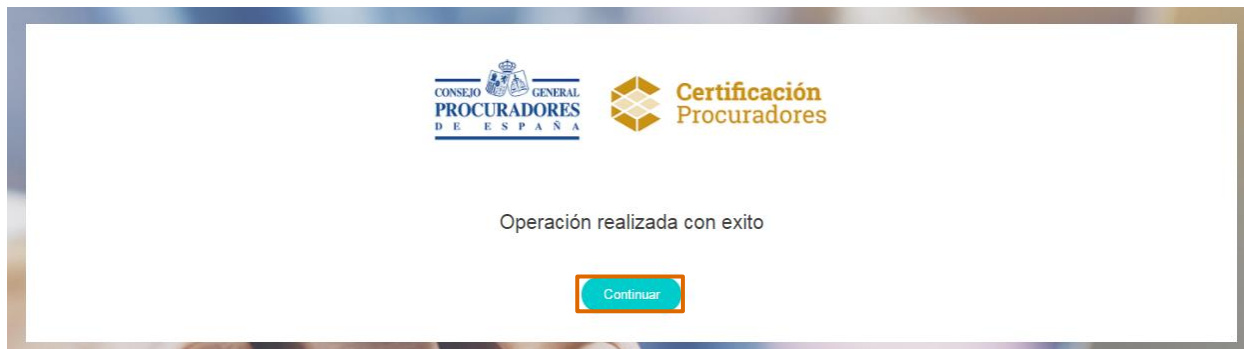 CONSEJO GENERAL
PROCURADORES
DE ESPAÑA
Certificación
Procuradores
Operación realizada con exito
Continuar